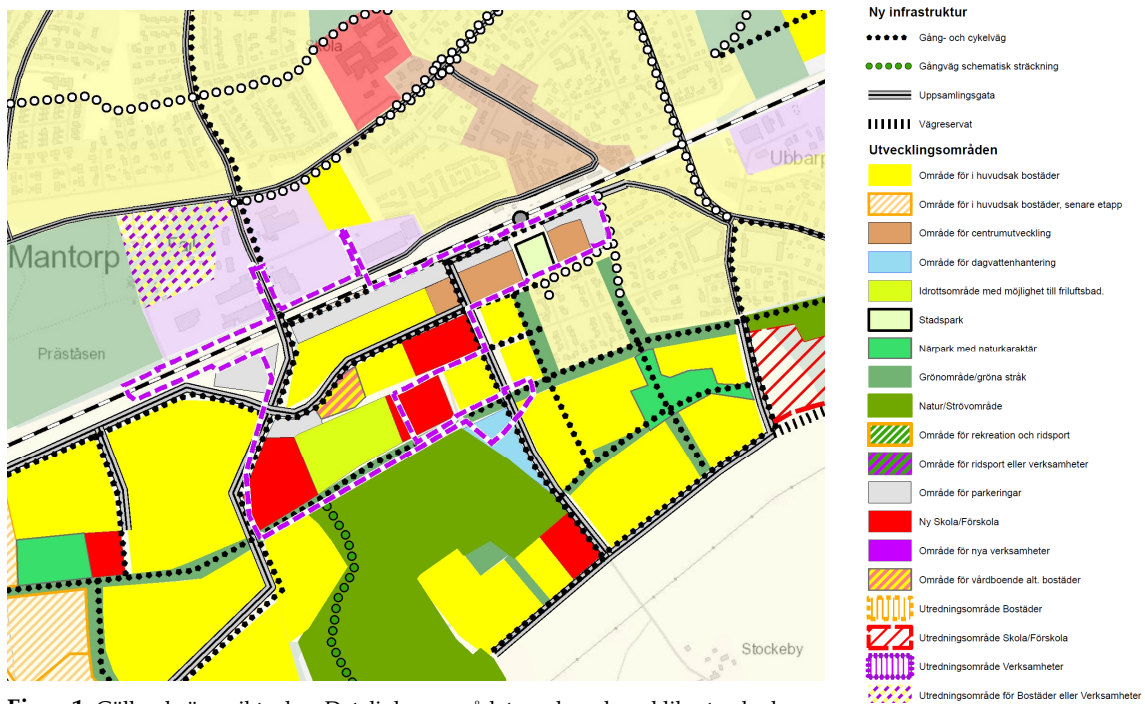 Skola
Ubbarp
Mantorp
Präståsen
Stockeby
Ny infrastruktur
Gång- och cykelväg
Gångväg schematisk sträckning
Uppsamlingsgata
Vägreservat
Utvecklingsområden
Område för i huvudsak bostäder
Område för i huvudsak bostäder, senare etapp
Område för centrumutveckling
Område för dagvattenhantering
Idrottsområde med möjlighet till friluftsbad.
Stadspark
Närpark med naturkaraktär
Grönområde/gröna stråk
Natur/Strövområde
Område för rekreation och ridsport
Område för ridsport eller verksamheter
Område för parkeringar
Ny Skola/Förskola
Område för nya verksamheter
Område för vårdboende alt. bostäder
Utredningsområde Bostäder
Utredningsområde Skola/Förskola
Utredningsområde Verksamheter
Utredningsområde för Bostäder eller Verksamheter